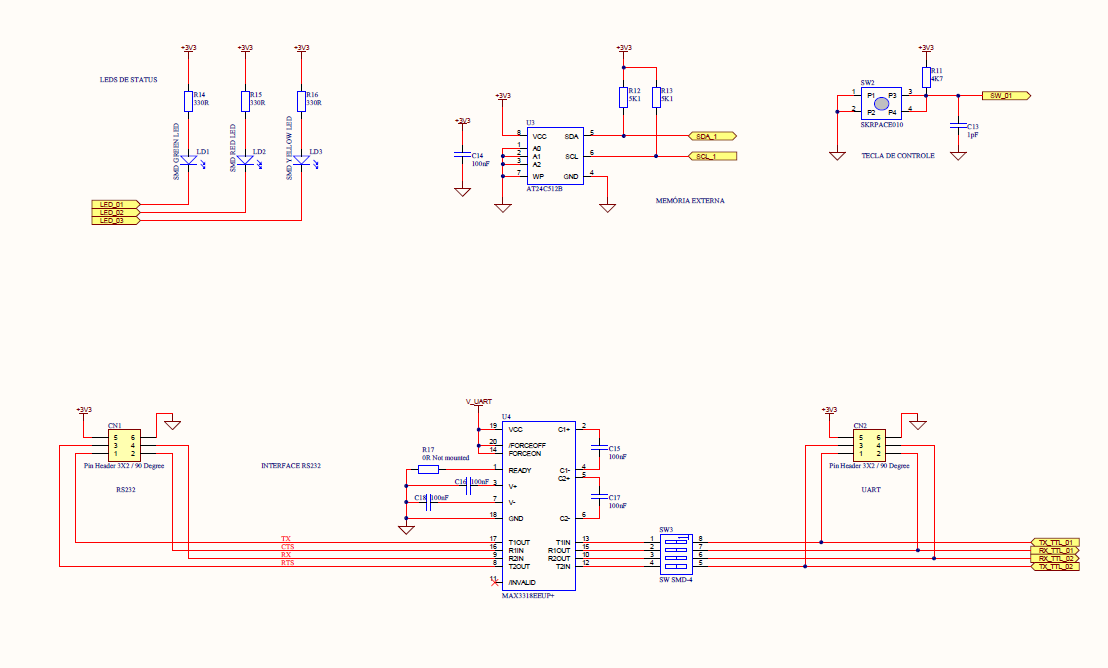 LEDS DE STATUS
+3V3
+3V3
+3V3
R14
330R
R15
330R
R16
330R
SMD GREEN LED
LD1
SMD RED LED
LD2
SMD YELLOW LED
LD3
LED_01
LED_02
LED_03
+3V3
C14
100nF
+3V3
U3
8 VCC
1 A0
2 A1
3 A2
7 WP
SDA 5
SCL 6
GND 4
AT24C512B
+3V3
R12
5K1
R13
5K1
SDA_1
SCL_1
MEMÓRIA EXTERNA
+3V3
R11
4K7
SW2
1 P1 P3 3
2 P2 P4 4
SKRPACE010
SW_01
C13
1pF
TECLA DE CONTROLE
+3V3
CN1
5 6
3 4
1 2
Pin Header 3X2 / 90 Degree
RS232
INTERFACE RS232
TX
CTS
RX
RTS
V_UART
U4
19 VCC
20 /FORCEOFF
14 FORCEON
1 READY
3 V+
7 V-
18 GND
17 T1OUT
16 R1IN
9 R2IN
8 T2OUT
11 /INVALID
C1+ 2
C1- 4
C2+ 5
C2- 6
T1IN 13
R1OUT 15
R2OUT 10
T2IN 12
MAX3318EEUP+
R17
0R Not mounted
C16 100nF
C18 100nF
C15
100nF
C17
100nF
SW3
1 8
2 7
3 6
4 5
SW SMD-4
+3V3
CN2
5 6
3 4
1 2
Pin Header 3X2 / 90 Degree
UART
TX_TTL_01
RX_TTL_01
RX_TTL_02
TX_TTL_02